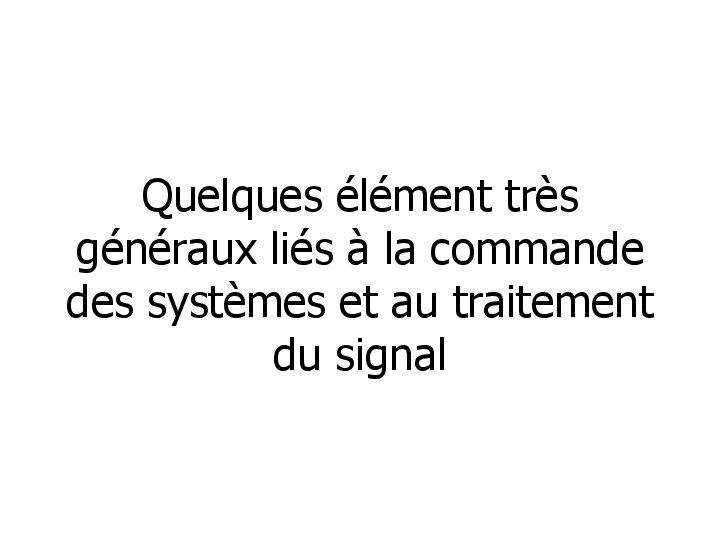 Quelques élément très
généraux liés à la commande
des systèmes et au traitement
du signal